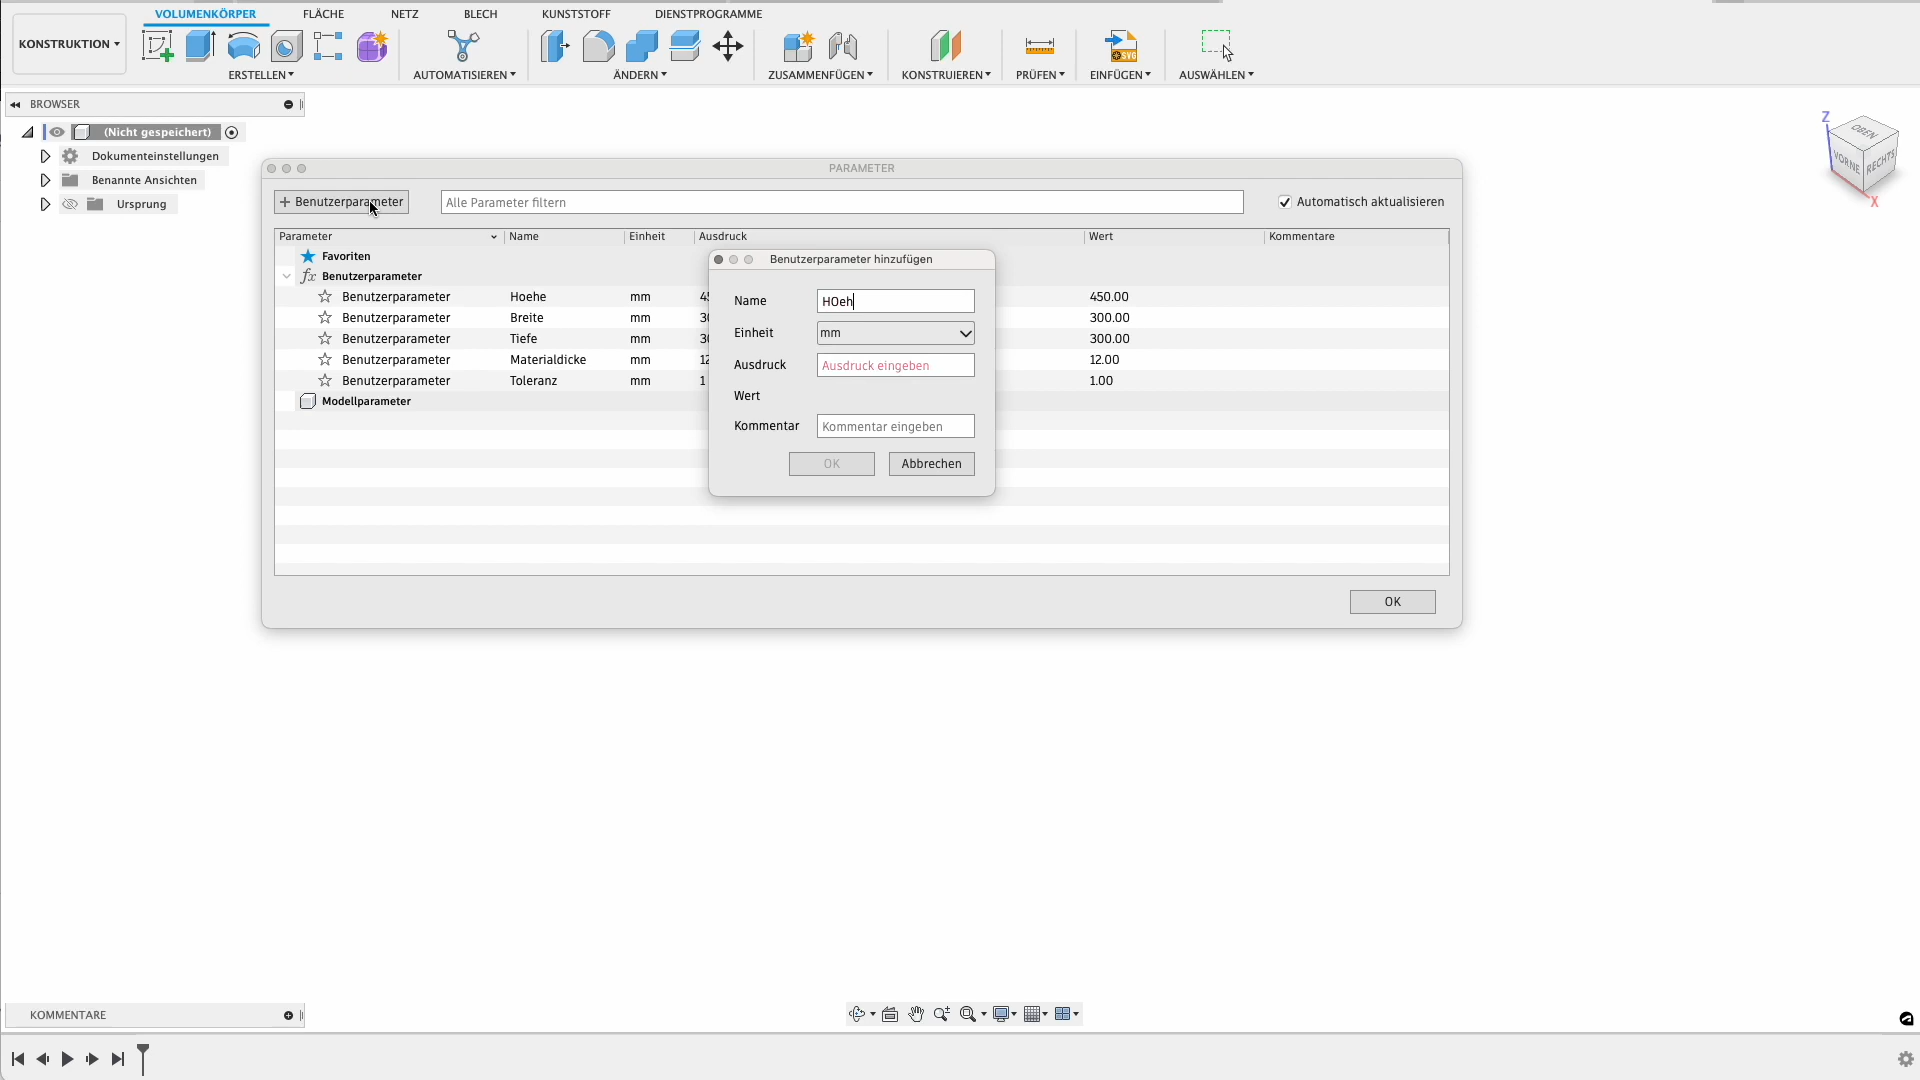 VOLUMENKÖRPER FLÄCHE NETZ BLECH KUNSTSTOFF DIENSTPROGRAMME
KONSTRUKTION
ERSTELLEN AUTOMATISIEREN ÄNDERN ZUSAMMENFÜGEN KONSTRUIEREN PRÜFEN EINFÜGEN AUSWÄHLEN
SVG
BROWSER
(Nicht gespeichert)
Dokumenteinstellungen
Benannte Ansichten
Ursprung
Z
OBEN
VORNE
RECHTS
X
PARAMETER
+ Benutzerparameter
Alle Parameter filtern
Automatisch aktualisieren
Parameter Name Einheit Ausdruck Wert Kommentare
Favoriten
fx Benutzerparameter
Benutzerparameter Hoehe mm 450.00
Benutzerparameter Breite mm 300.00
Benutzerparameter Tiefe mm 300.00
Benutzerparameter Materialdicke mm 12 12.00
Benutzerparameter Toleranz mm 1 1.00
Modellparameter
Benutzerparameter hinzufügen
Name HOeh
Einheit mm
Ausdruck Ausdruck eingeben
Wert
Kommentar Kommentar eingeben
OK Abbrechen
OK
KOMMENTARE